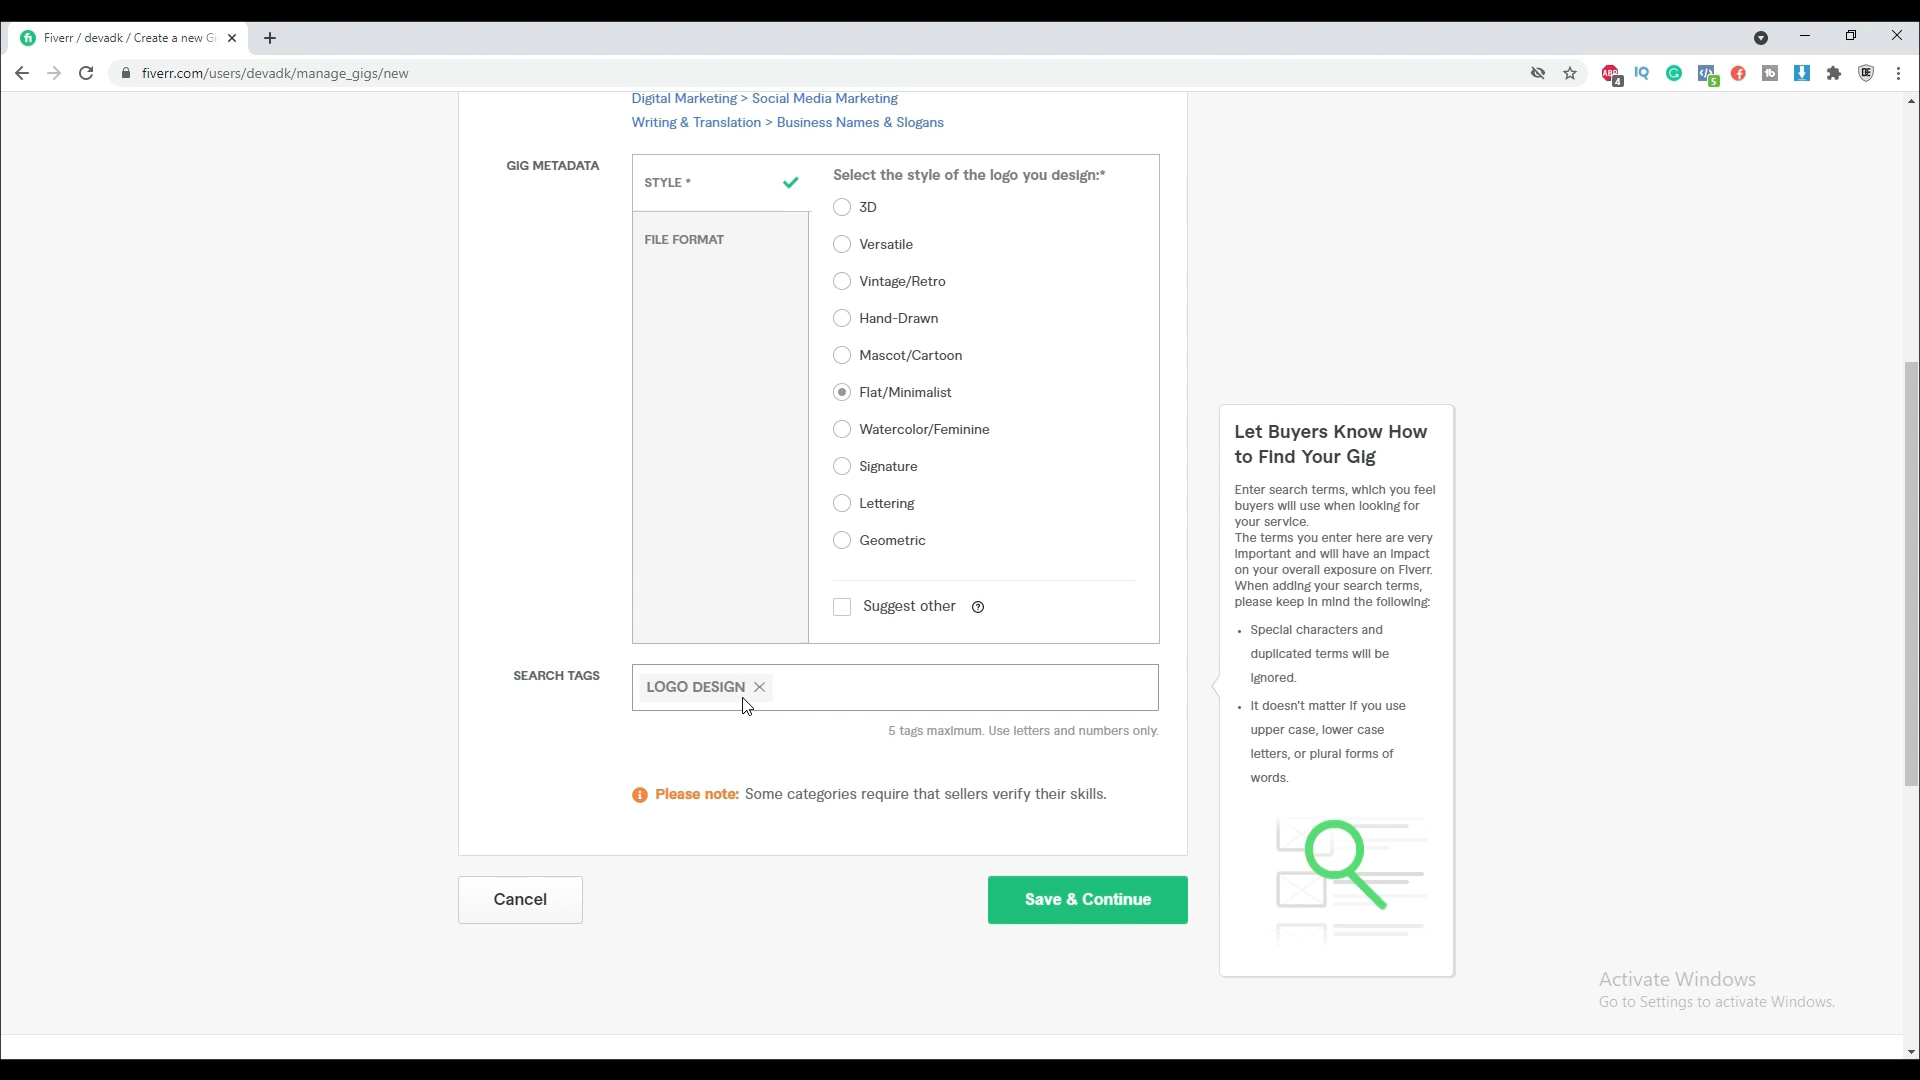 Fiverr / devadk / Create a new Gi
fiverr.com/users/devadk/manage_gigs/new
Digital Marketing > Social Media Marketing
Writing & Translation > Business Names & Slogans
GIG METADATA
STYLE *
FILE FORMAT
Select the style of the logo you design:*
3D
Versatile
Vintage/Retro
Hand-Drawn
Mascot/Cartoon
Flat/Minimalist
Watercolor/Feminine
Signature
Lettering
Geometric
Suggest other
SEARCH TAGS
LOGO DESIGN
5 tags maximum. Use letters and numbers only.
Please note: Some categories require that sellers verify their skills.
Cancel
Save & Continue
Let Buyers Know How
to Find Your Gig
Enter search terms, which you feel
buyers will use when looking for
your service.
The terms you enter here are very
important and will have an impact
on your overall exposure on Fiverr.
When adding your search terms,
please keep in mind the following:
• Special characters and
duplicated terms will be
ignored.
• It doesn't matter if you use
upper case, lower case
letters, or plural forms of
words.
Activate Windows
Go to Settings to activate Windows.